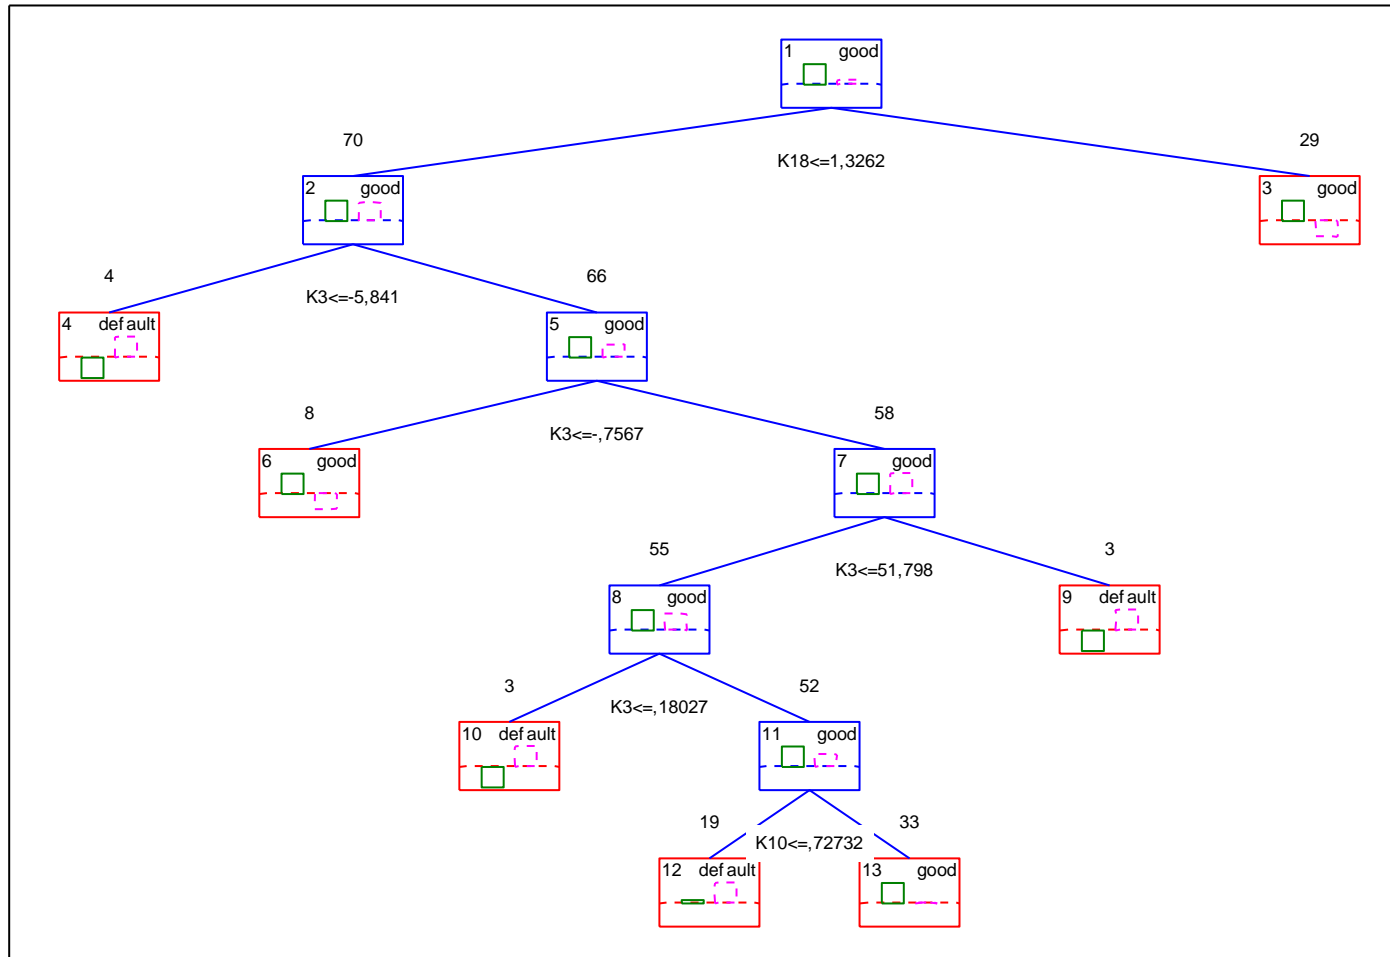 1 good
70
29
K18<=1,3262
2 good
3 good
4
66
K3<=-5,841
4 def ault
5 good
8
58
K3<=-,7567
6 good
7 good
55
3
K3<=51,798
8 good
9 def ault
3
52
K3<=,18027
10 def ault
11 good
19
33
K10<=,72732
12 def ault
13 good